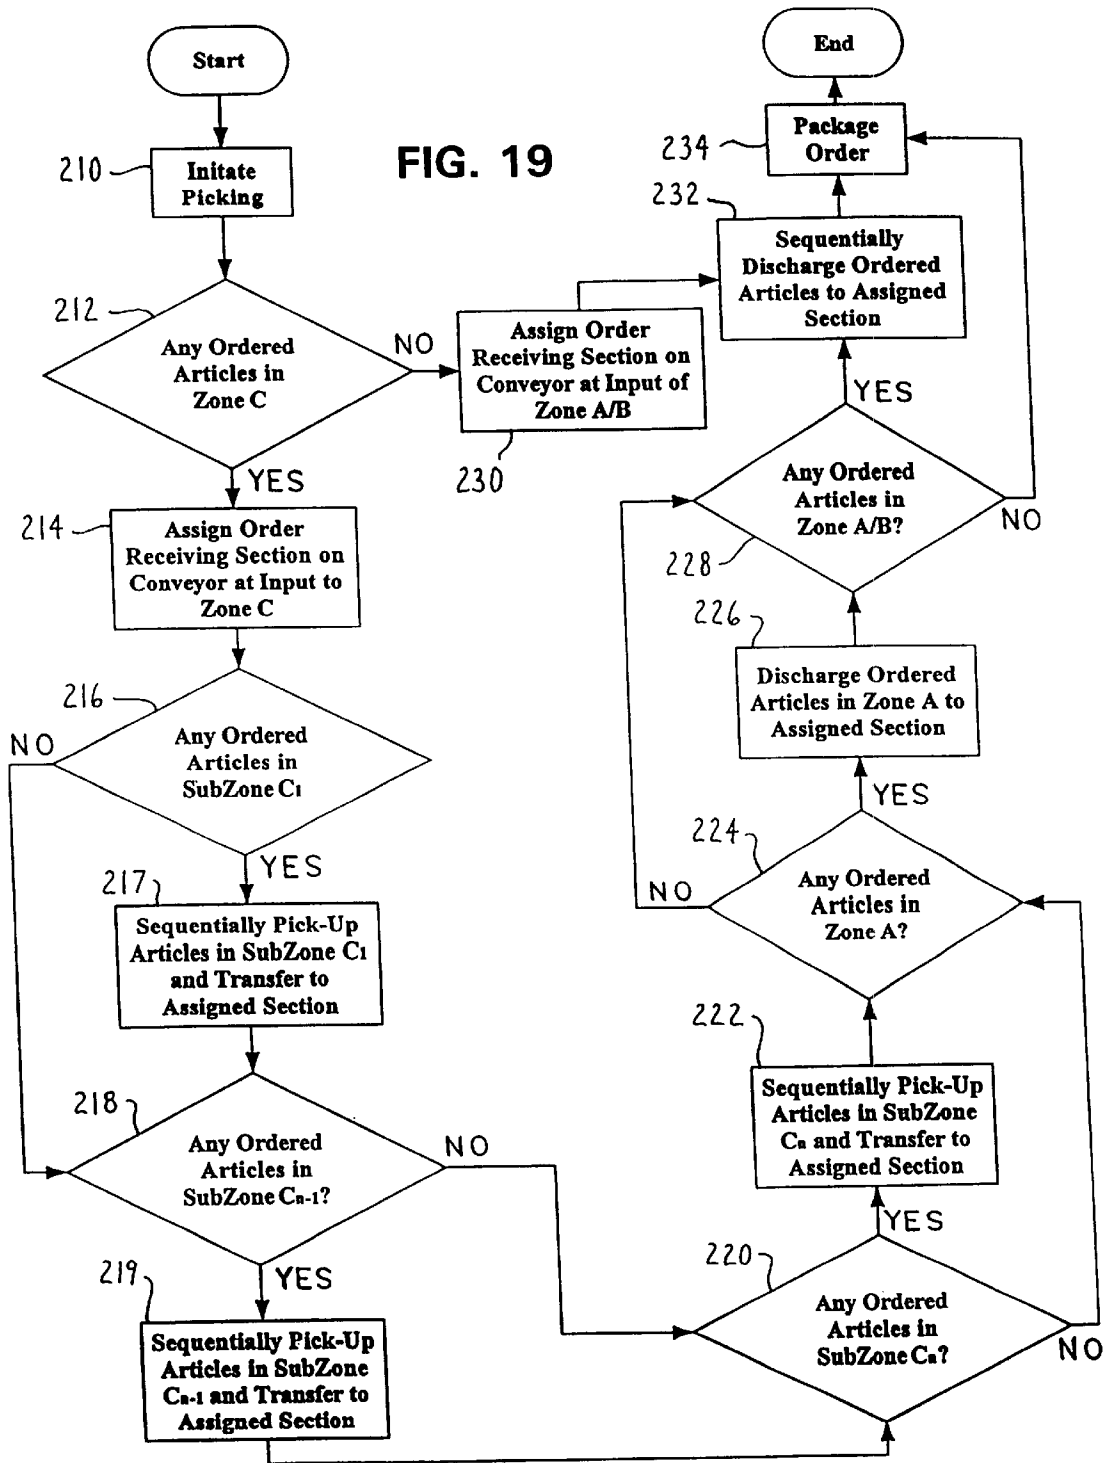 Start
210
Initate
Picking
FIG. 19
212
Any Ordered
Articles in
Zone C
NO
YES
214
Assign Order
Receiving Section on
Conveyor at Input to
Zone C
216
NO
Any Ordered
Articles in
SubZone C1
YES
217
Sequentially Pick-Up
Articles in SubZone C1
and Transfer to
Assigned Section
218
Any Ordered
Articles in
SubZone Cn-1?
NO
YES
219
Sequentially Pick-Up
Articles in SubZone
Cn-1 and Transfer to
Assigned Section
Assign Order
Receiving Section on
Conveyor at Input of
Zone A/B
230
End
234
Package
Order
232
Sequentially
Discharge Ordered
Articles to Assigned
Section
YES
Any Ordered
Articles in
Zone A/B?
NO
228
226
Discharge Ordered
Articles in Zone A to
Assigned Section
YES
224
NO
Any Ordered
Articles in
Zone A?
222
Sequentially Pick-Up
Articles in SubZone
Cn and Transfer to
Assigned Section
YES
220
Any Ordered
Articles in
SubZone Cn?
NO